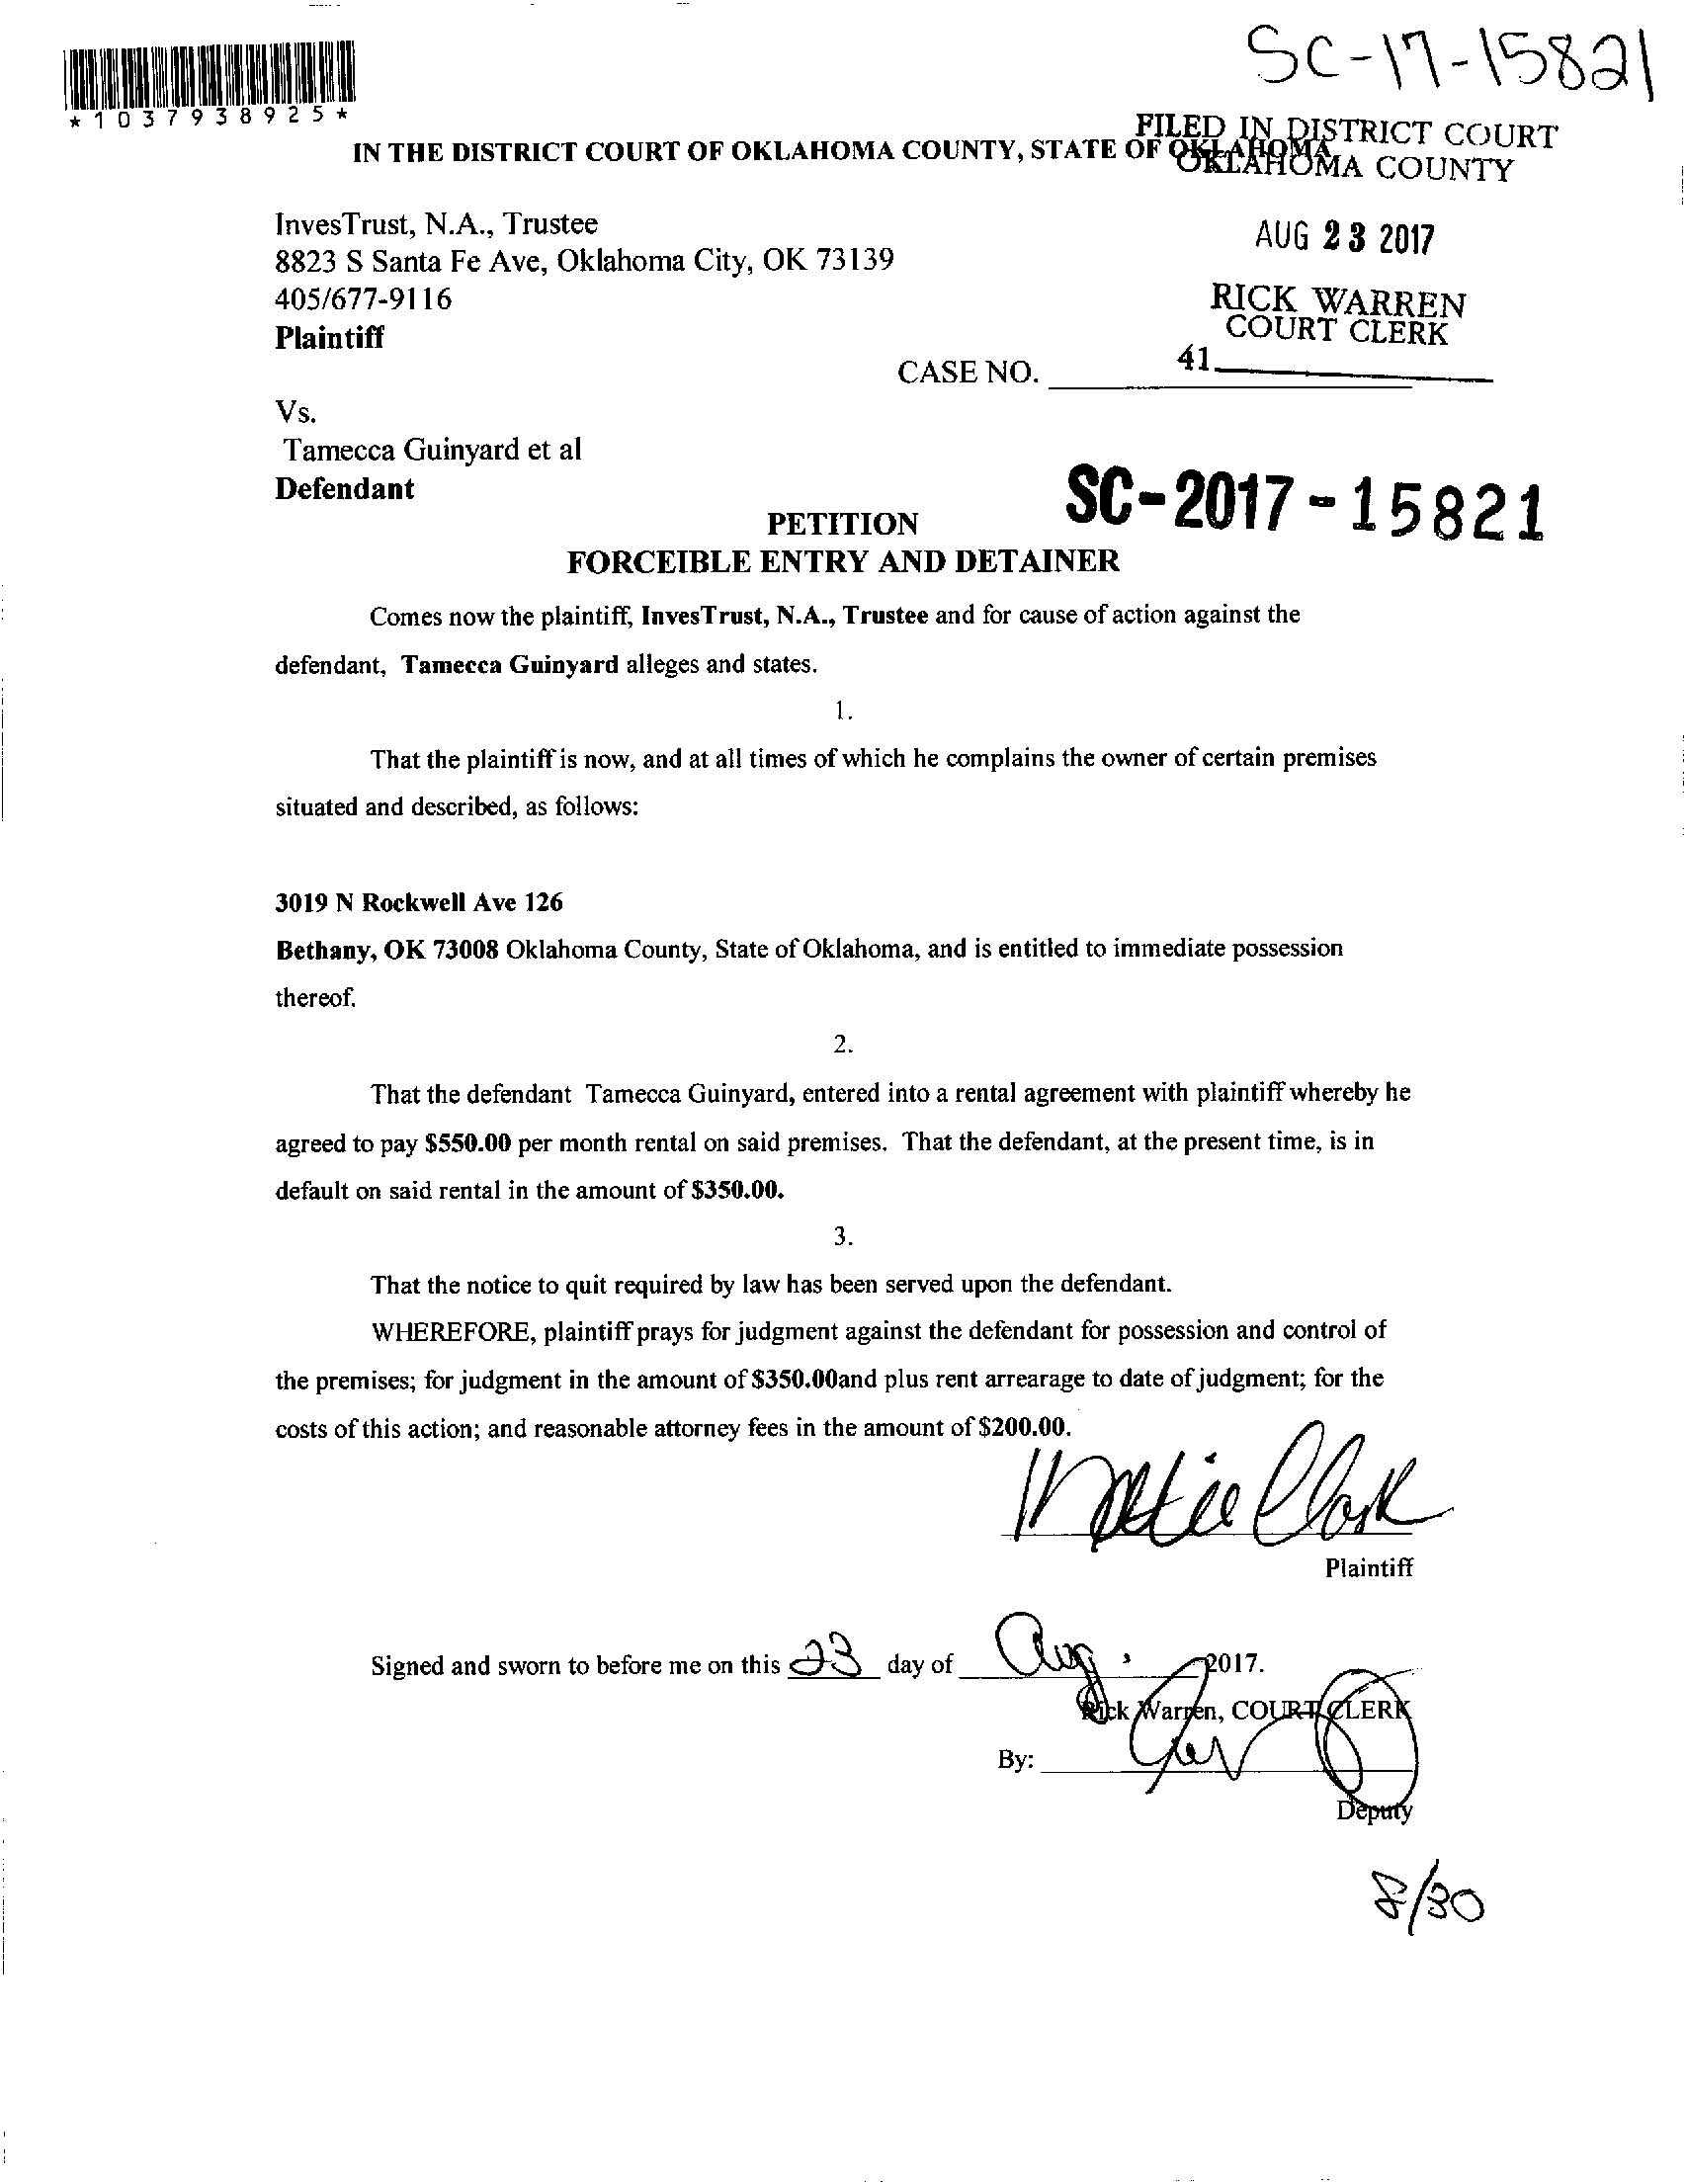 SC-17-15821
*1037938925*
FILED IN DISTRICT COURT
OKLAHOMA COUNTY
IN THE DISTRICT COURT OF OKLAHOMA COUNTY, STATE OF OKLAHOMA
InvesTrust, N.A., Trustee
8823 S Santa Fe Ave, Oklahoma City, OK 73139
405/677-9116
Plaintiff
AUG 23 2017
RICK WARREN
COURT CLERK
41
CASE NO.
Vs.
Tamecca Guinyard et al
Defendant
SC-2017-15821
PETITION
FORCEIBLE ENTRY AND DETAINER
Comes now the plaintiff, InvesTrust, N.A., Trustee and for cause of action against the
defendant, Tamecca Guinyard alleges and states.
1.
That the plaintiff is now, and at all times of which he complains the owner of certain premises
situated and described, as follows:
3019 N Rockwell Ave 126
Bethany, OK 73008 Oklahoma County, State of Oklahoma, and is entitled to immediate possession
thereof.
2.
That the defendant Tamecca Guinyard, entered into a rental agreement with plaintiff whereby he
agreed to pay $550.00 per month rental on said premises. That the defendant, at the present time, is in
default on said rental in the amount of $350.00.
3.
That the notice to quit required by law has been served upon the defendant.
WHEREFORE, plaintiff prays for judgment against the defendant for possession and control of
the premises; for judgment in the amount of $350.00and plus rent arrearage to date of judgment; for the
costs of this action; and reasonable attorney fees in the amount of $200.00.
Clark
Plaintiff
Signed and sworn to before me on this 23 day of Aug. 2017.
Rick Warren, COURT CLERK
By:
Deputy
8/30